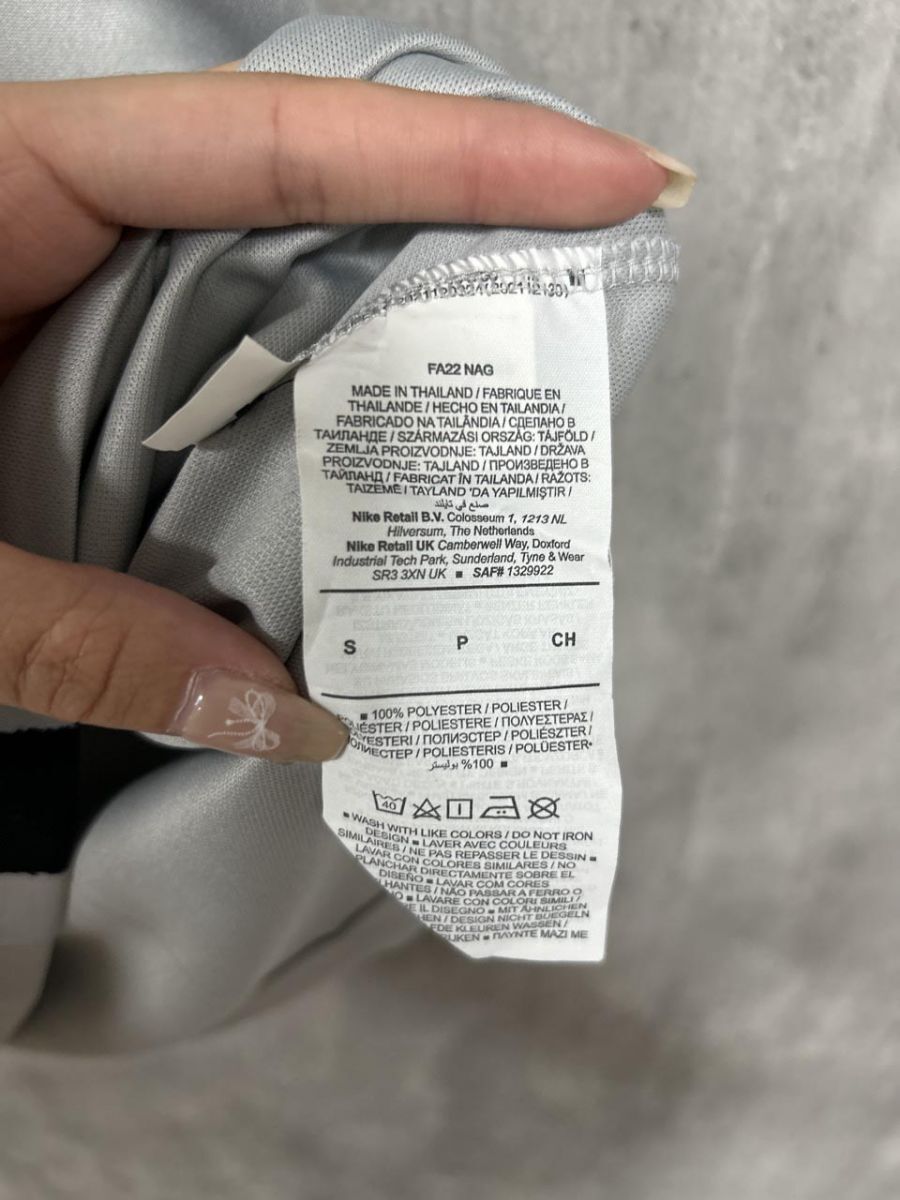 FA22 NAG
MADE IN THAILAND / FABRIQUE EN
THAILANDE / HECHO EN TAILANDIA /
FABRICADO NA TAILÂNDIA / СДЕЛАНО В
ТАИЛАНДЕ / SZÁRMAZÁSI ORSZÁG: TÁJFÖLD /
ZEMLJA PROIZVODNJE: TAJLAND / DRŽAVA
PROIZVODNJE: TAJLAND / ПРОИЗВЕДЕНО В
ТАЙЛАНД / FABRICAT ÎN TAILANDA / RAŽOTS:
TAIZEMĒ / TAYLAND 'DA YAPILMIŞTIR /
صنع في تايلند
Nike Retail B.V. Colosseum 1, 1213 NL
Hilversum, The Netherlands
Nike Retail UK Camberwell Way, Doxford
Industrial Tech Park, Sunderland, Tyne & Wear
SR3 3XN UK ■ SAF# 1329922
S P CH
■ 100% POLYESTER / POLIESTER /
POLIESTERE / ΠΟΛΥΕΣΤΕΡΑΣ /
ПОЛИЭСТЕР / POLIÉSZTER /
POLIESTERIS / POLÜESTER
%100 بوليستر ■
40
■ WASH WITH LIKE COLORS / DO NOT IRON
DESIGN ■ LAVER AVEC COULEURS
SIMILAIRES / NE PAS REPASSER LE DESSIN ■
LAVAR CON COLORES SIMILARES / NO
PLANCHAR DIRECTAMENTE SOBRE EL
DISEÑO ■ LAVAR COM CORES
/ NÃO PASSAR A FERRO O
■ LAVARE CON COLORI SIMILI /
IL DISEGNO ■ MIT ÄHNLICHEN
/ DESIGN NICHT BUEGELN
KLEUREN WASSEN /
■ ΠΛΥΝΤΕ ΜΑΖΙ ΜΕ